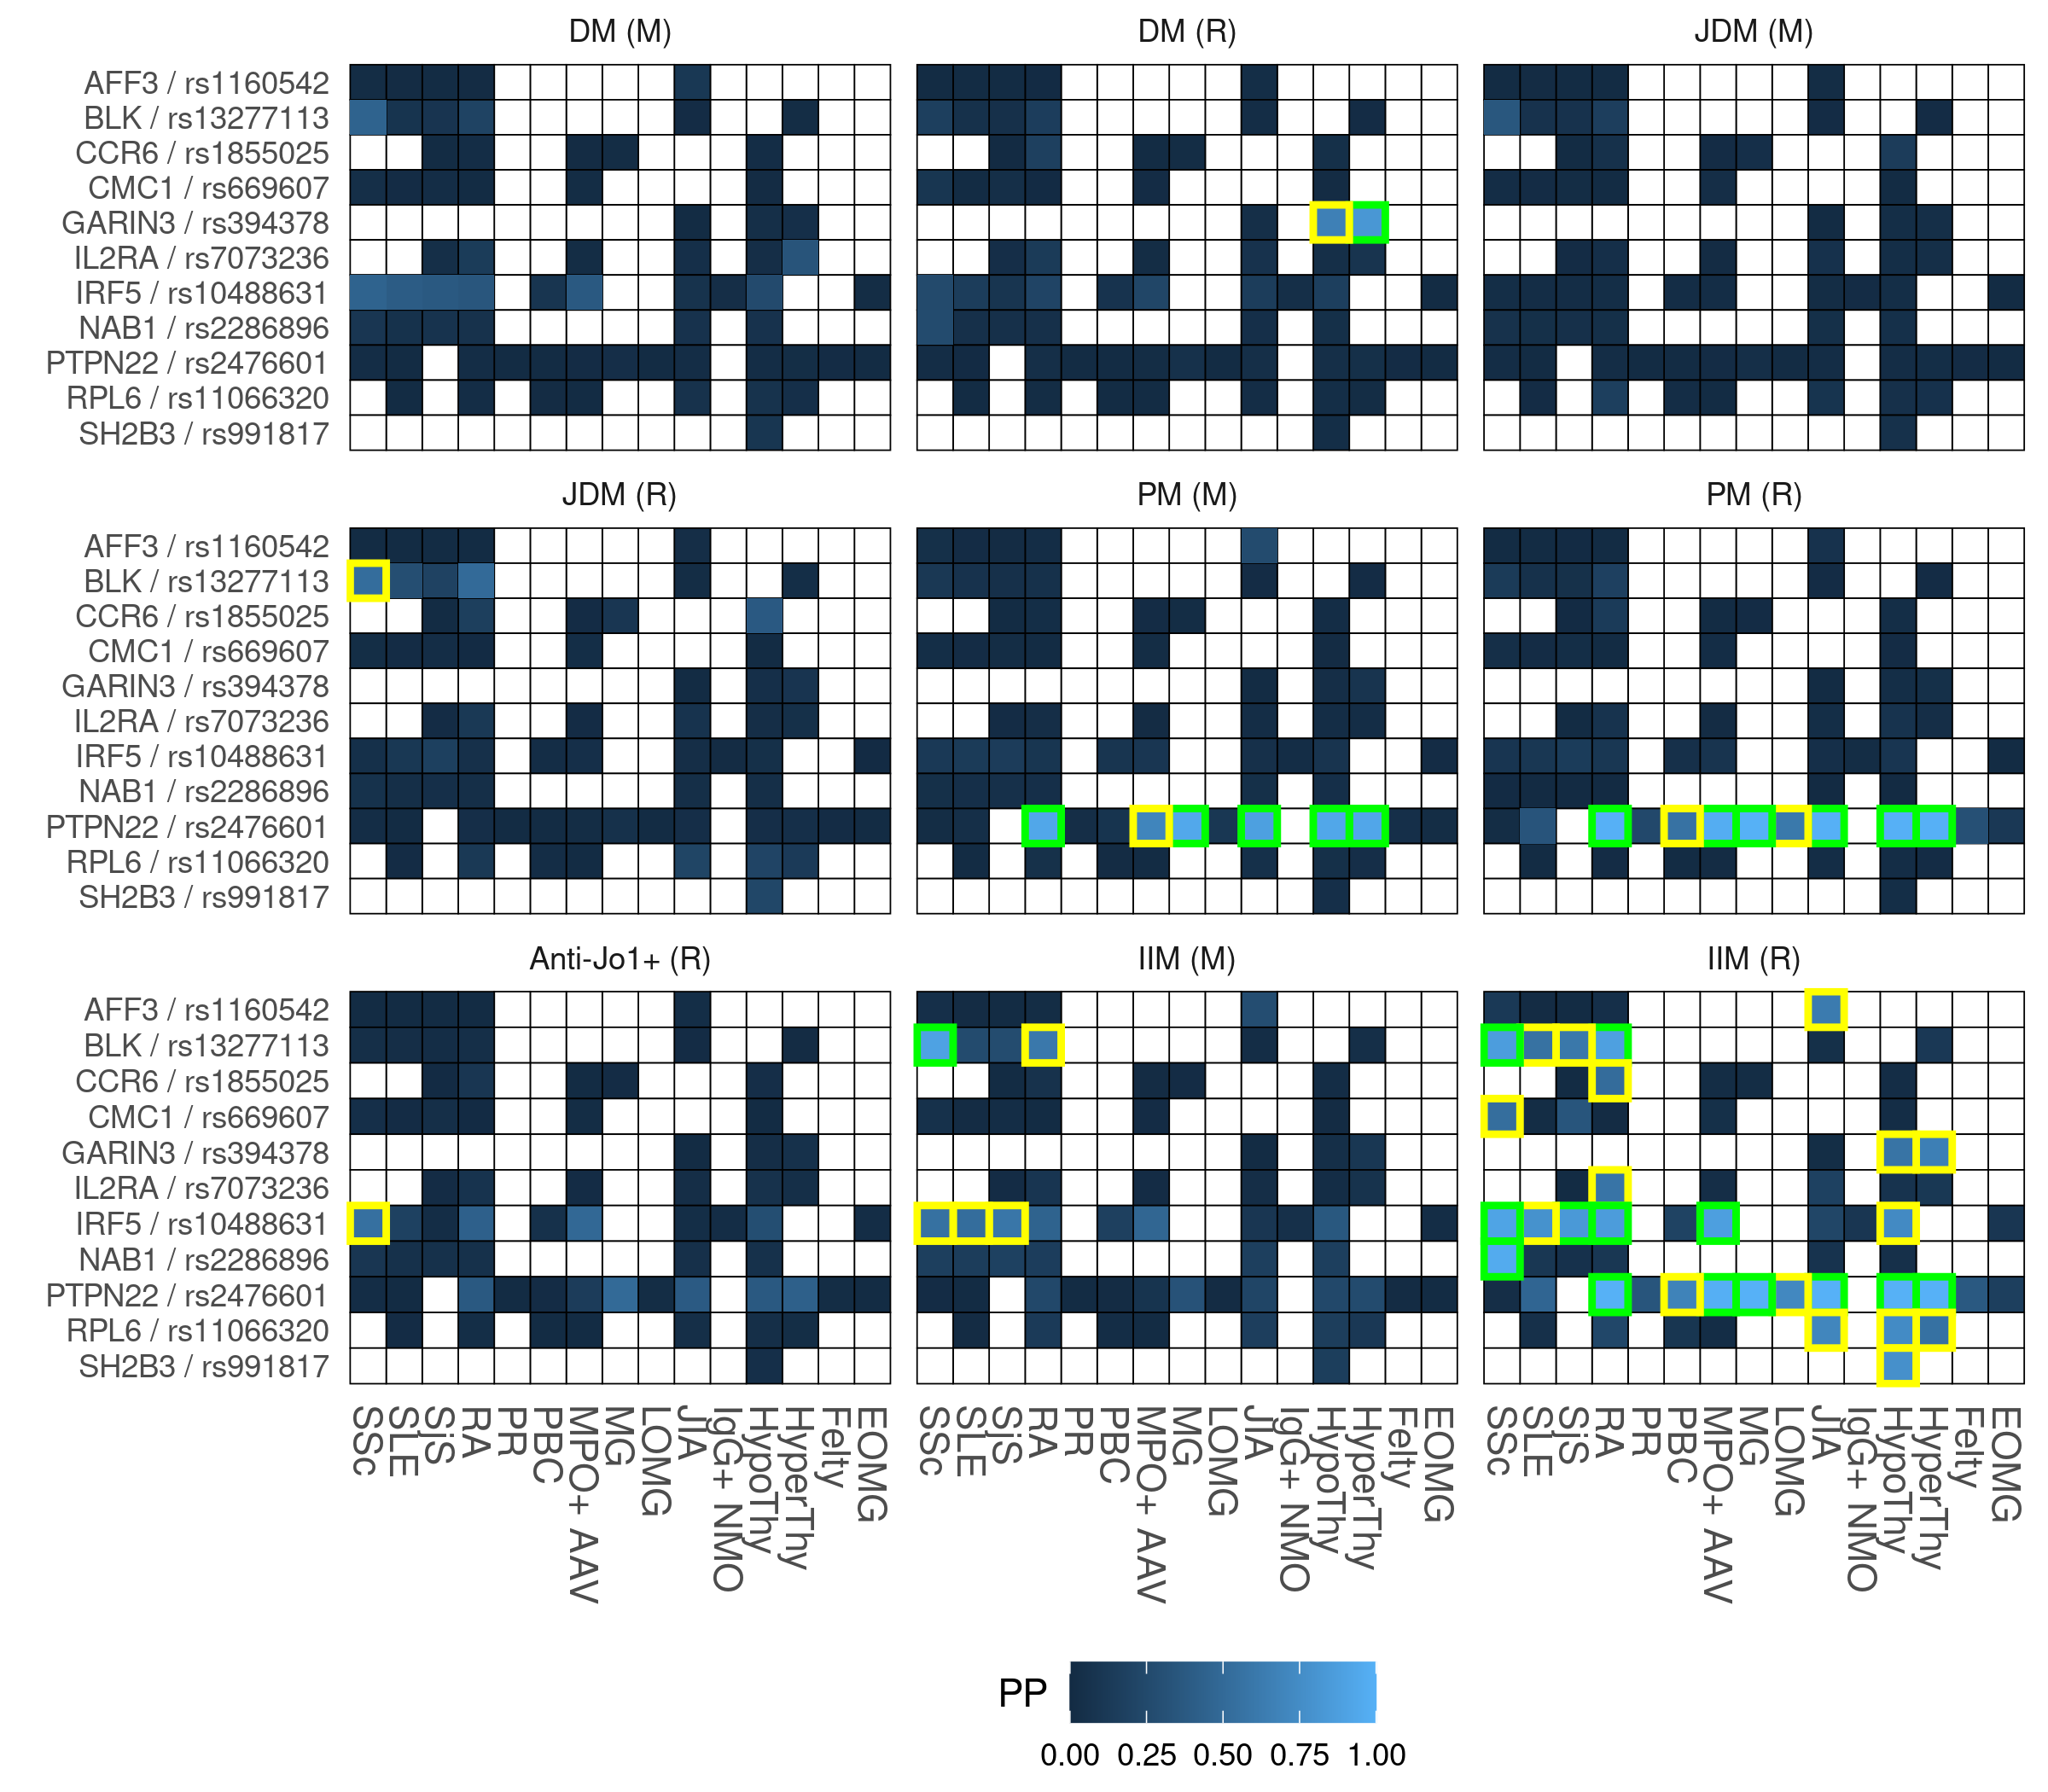 DM (M)
DM (R)
JDM (M)
AFF3 / rs1160542
BLK / rs13277113
CCR6 / rs1855025
CMC1 / rs669607
GARIN3 / rs394378
IL2RA / rs7073236
IRF5 / rs10488631
NAB1 / rs2286896
PTPN22 / rs2476601
RPL6 / rs11066320
SH2B3 / rs991817
JDM (R)
PM (M)
PM (R)
AFF3 / rs1160542
BLK / rs13277113
CCR6 / rs1855025
CMC1 / rs669607
GARIN3 / rs394378
IL2RA / rs7073236
IRF5 / rs10488631
NAB1 / rs2286896
PTPN22 / rs2476601
RPL6 / rs11066320
SH2B3 / rs991817
Anti-Jo1+ (R)
IIM (M)
IIM (R)
AFF3 / rs1160542
BLK / rs13277113
CCR6 / rs1855025
CMC1 / rs669607
GARIN3 / rs394378
IL2RA / rs7073236
IRF5 / rs10488631
NAB1 / rs2286896
PTPN22 / rs2476601
RPL6 / rs11066320
SH2B3 / rs991817
SSc
SLE
SjS
RA
PR
PBC
MPO+ AAV
MG
LOMG
JIA
IgG+ NMO
HypoThy
HyperThy
Felty
EOMG
SSc
SLE
SjS
RA
PR
PBC
MPO+ AAV
MG
LOMG
JIA
IgG+ NMO
HypoThy
HyperThy
Felty
EOMG
SSc
SLE
SjS
RA
PR
PBC
MPO+ AAV
MG
LOMG
JIA
IgG+ NMO
HypoThy
HyperThy
Felty
EOMG
PP
0.00 0.25 0.50 0.75 1.00